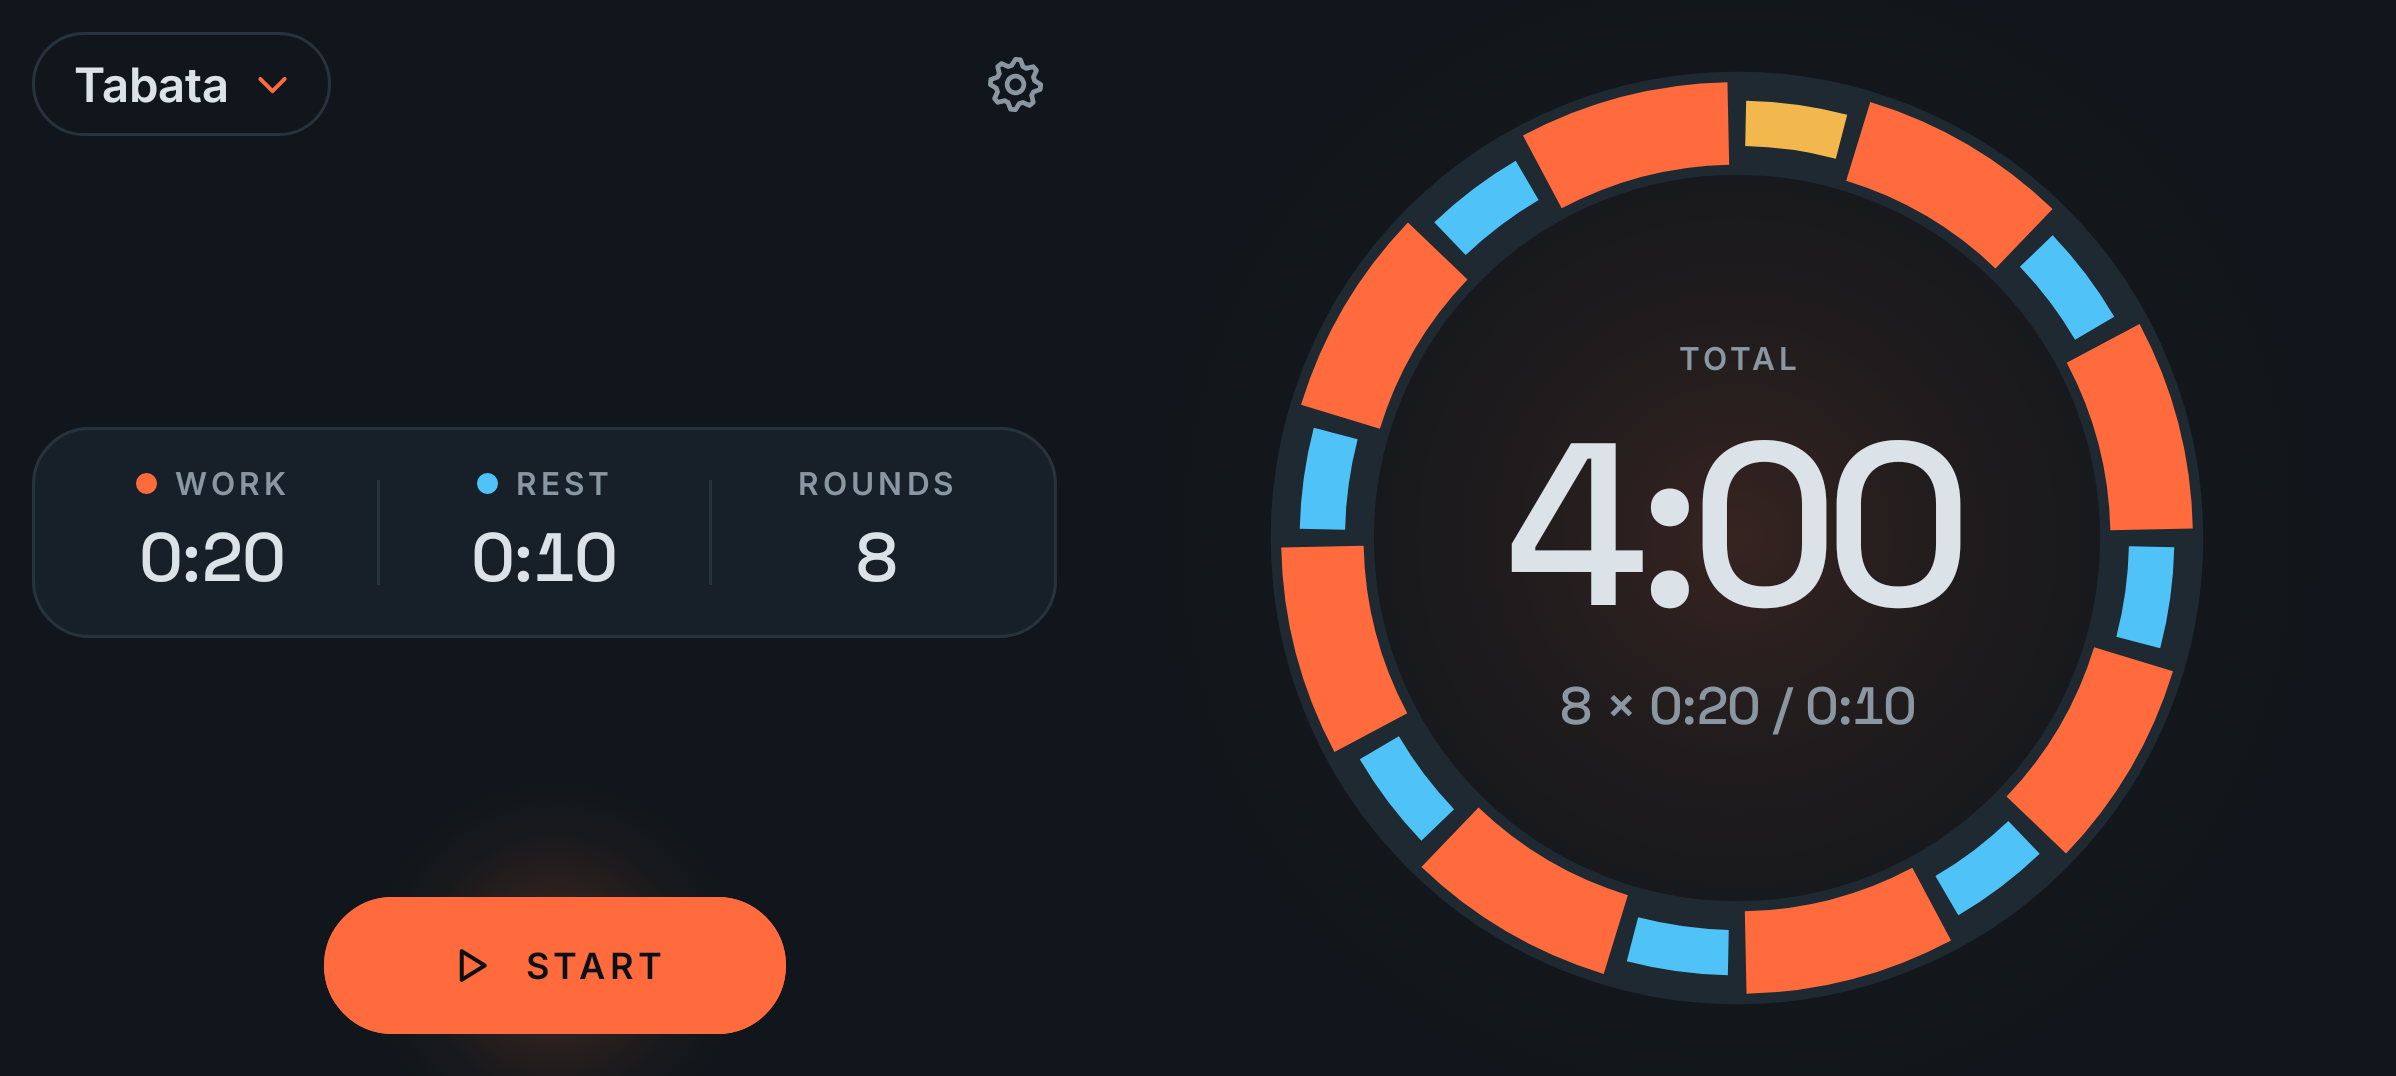 Tabata
WORK
0:20
REST
0:10
ROUNDS
8
START
TOTAL
4:00
8 × 0:20 / 0:10